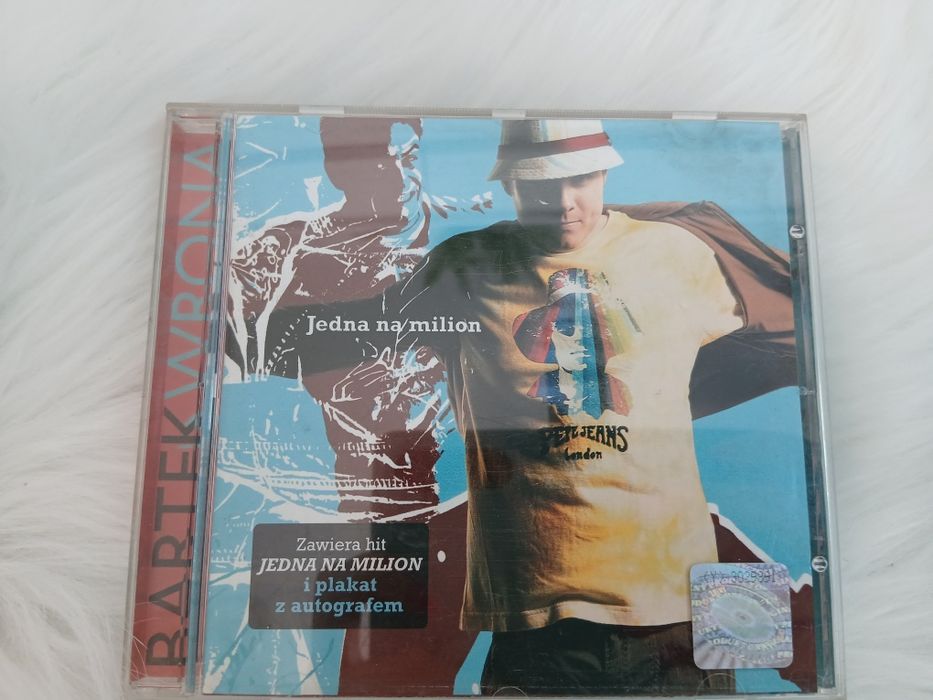 BARTEK WRONA
Jedna na milion
PEPE JEANS
London
Zawiera hit
JEDNA NA MILION
i plakat
z autografem